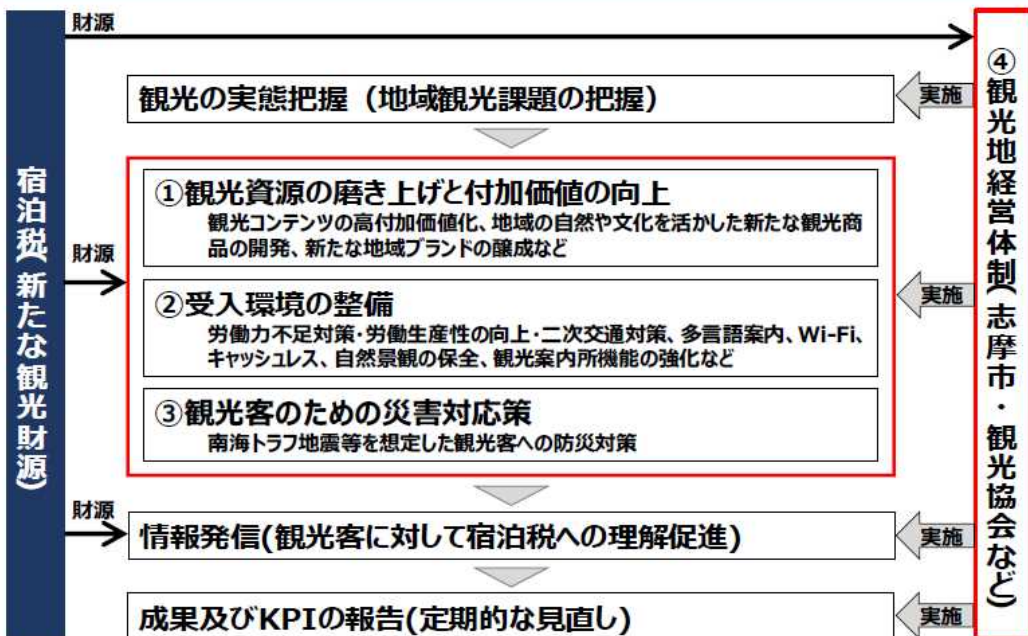 財源
観光の実態把握（地域観光課題の把握）
実施
宿泊税(新たな観光財源)
財源
①観光資源の磨き上げと付加価値の向上
観光コンテンツの高付加価値化、地域の自然や文化を活かした新たな観光商
品の開発、新たな地域ブランドの醸成など
②受入環境の整備
労働力不足対策・労働生産性の向上・二次交通対策、多言語案内、Wi-Fi、
キャッシュレス、自然景観の保全、観光案内所機能の強化など
③観光客のための災害対応策
南海トラフ地震等を想定した観光客への防災対策
実施
④観光地経営体制(志摩市・観光協会など)
財源
情報発信(観光客に対して宿泊税への理解促進)
実施
成果及びKPIの報告(定期的な見直し)
実施